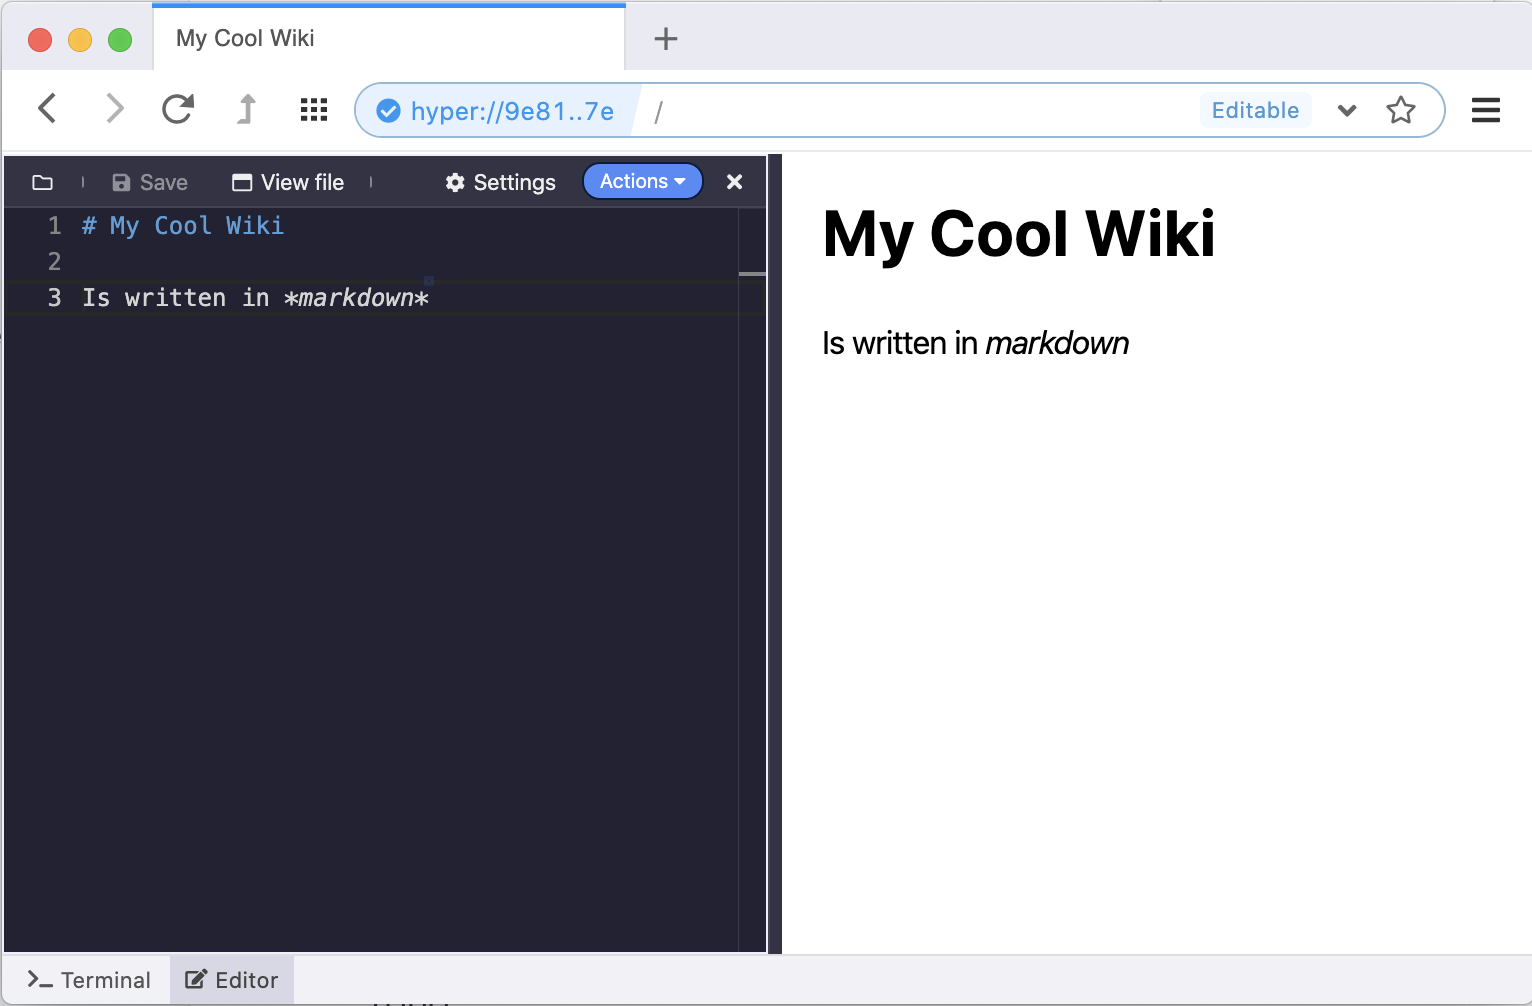 My Cool Wiki
hyper://9e81..7e / Editable
Save View file Settings Actions
1 # My Cool Wiki
2
3 Is written in *markdown*
My Cool Wiki
Is written in markdown
Terminal Editor